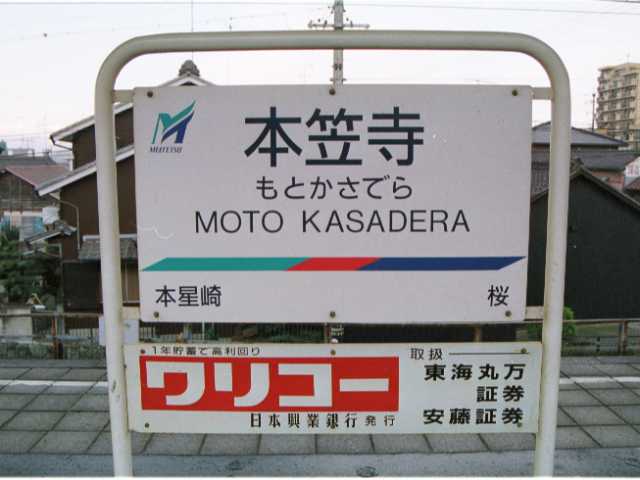 MEITETSU
本笠寺
もとかさでら
MOTO KASADERA
本星崎 桜
1年貯蓄で高利回り
ワリコー
日本興業銀行発行
取扱
東海丸万
証券
安藤証券